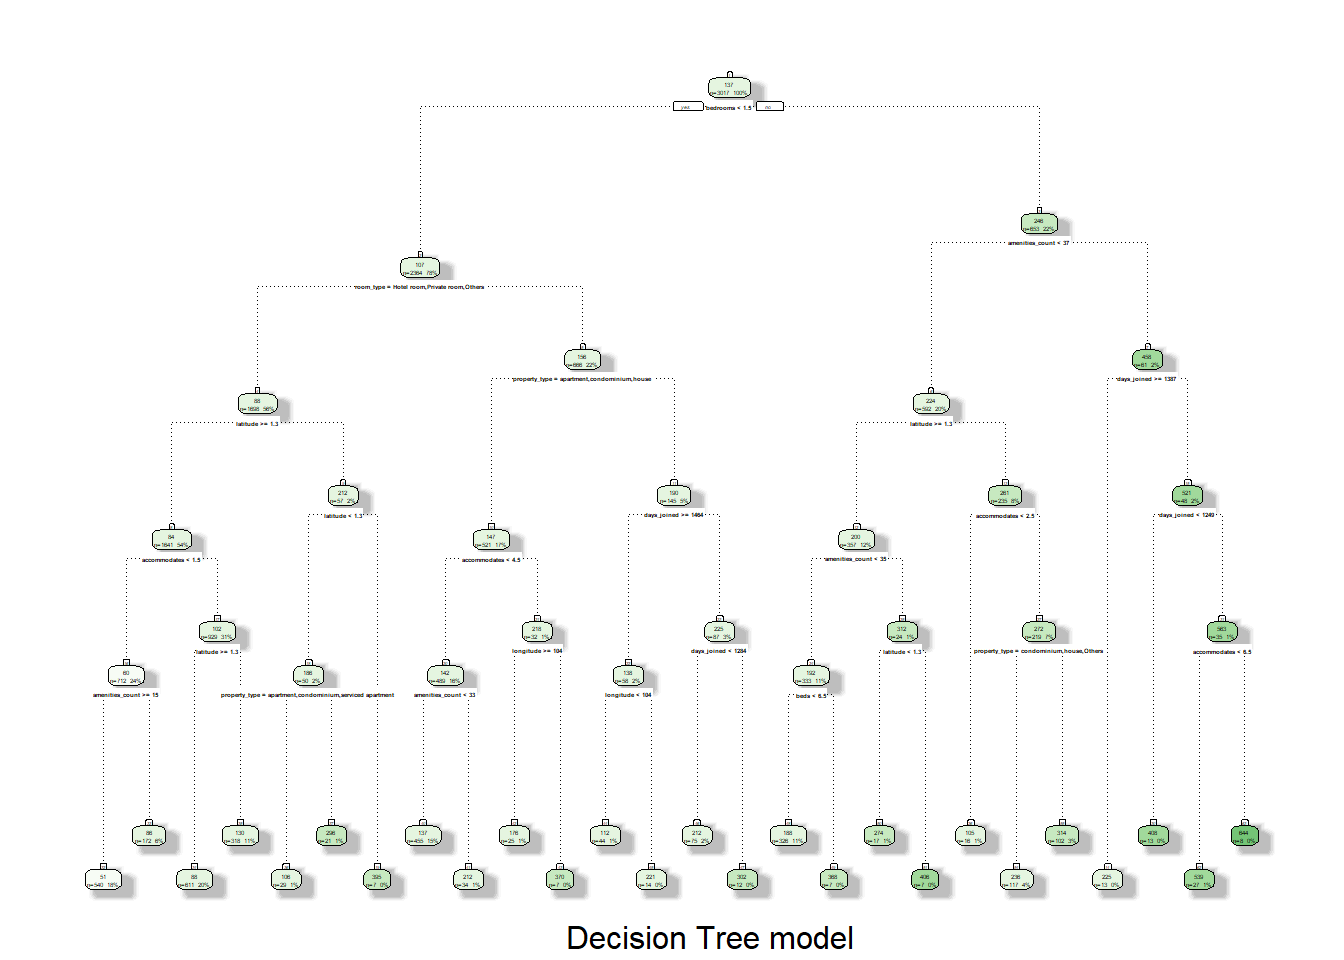 137
n=3017 100%
yes
bedrooms < 1.5
no
246
n=653 22%
amenities_count < 37
107
n=2364 78%
room_type = Hotel room,Private room,Others
156
n=666 22%
property_type = apartment,condominium,house
458
n=61 2%
days_joined >= 1387
88
n=1698 56%
latitude >= 1.3
224
n=592 20%
latitude >= 1.3
212
n=57 2%
latitude < 1.3
190
n=145 5%
days_joined >= 1464
261
n=235 8%
accommodates < 2.5
521
n=48 2%
days_joined < 1249
84
n=1641 54%
accommodates < 1.5
147
n=521 17%
accommodates < 4.5
200
n=357 12%
amenities_count < 35
102
n=929 31%
latitude >= 1.3
218
n=32 1%
longitude >= 104
225
n=87 3%
days_joined < 1284
312
n=24 1%
latitude < 1.3
272
n=219 7%
property_type = condominium,house,Others
563
n=35 1%
accommodates < 6.5
60
n=712 24%
amenities_count >= 15
186
n=50 2%
property_type = apartment,condominium,serviced apartment
142
n=489 16%
amenities_count < 33
138
n=58 2%
longitude < 104
192
n=333 11%
beds < 6.5
86
n=172 6%
130
n=318 11%
296
n=21 1%
137
n=455 15%
176
n=25 1%
112
n=44 1%
212
n=75 2%
188
n=326 11%
274
n=17 1%
105
n=16 1%
314
n=102 3%
408
n=13 0%
644
n=8 0%
51
n=540 18%
88
n=611 20%
106
n=29 1%
395
n=7 0%
212
n=34 1%
370
n=7 0%
221
n=14 0%
302
n=12 0%
368
n=7 0%
406
n=7 0%
236
n=117 4%
225
n=13 0%
539
n=27 1%
Decision Tree model